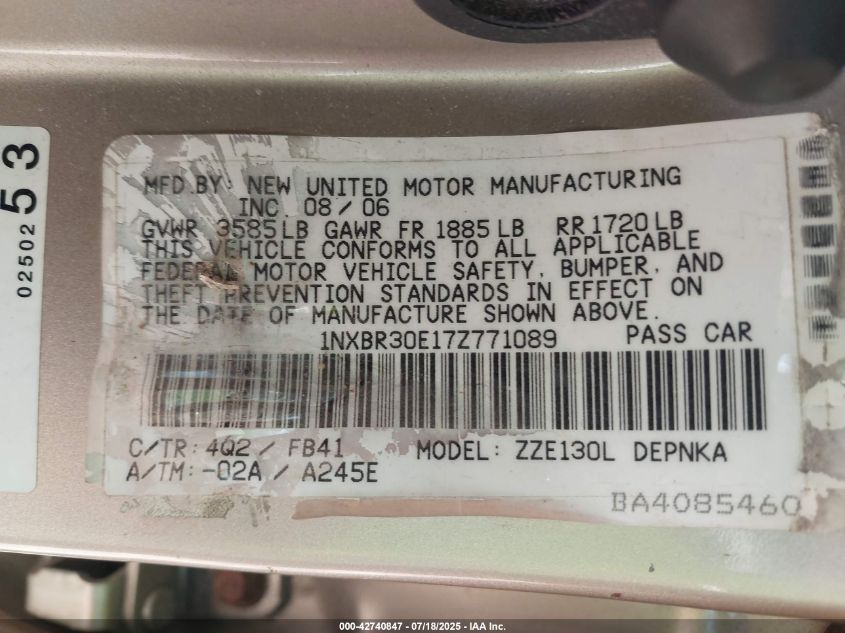 53
02502
MFD.BY: NEW UNITED MOTOR MANUFACTURING
INC. 08/06
GVWR 3585LB GAWR FR 1885LB RR1720LB
THIS VEHICLE CONFORMS TO ALL APPLICABLE
FEDERAL MOTOR VEHICLE SAFETY, BUMPER, AND
THEFT PREVENTION STANDARDS IN EFFECT ON
THE DATE OF MANUFACTURE SHOWN ABOVE.
1NXBR30E17Z771089 PASS CAR
C/TR: 4Q2 / FB41 MODEL: ZZE130L DEPNKA
A/TM:-02A / A245E
BA4085460
000-42740847 - 07/18/2025 - IAA Inc.